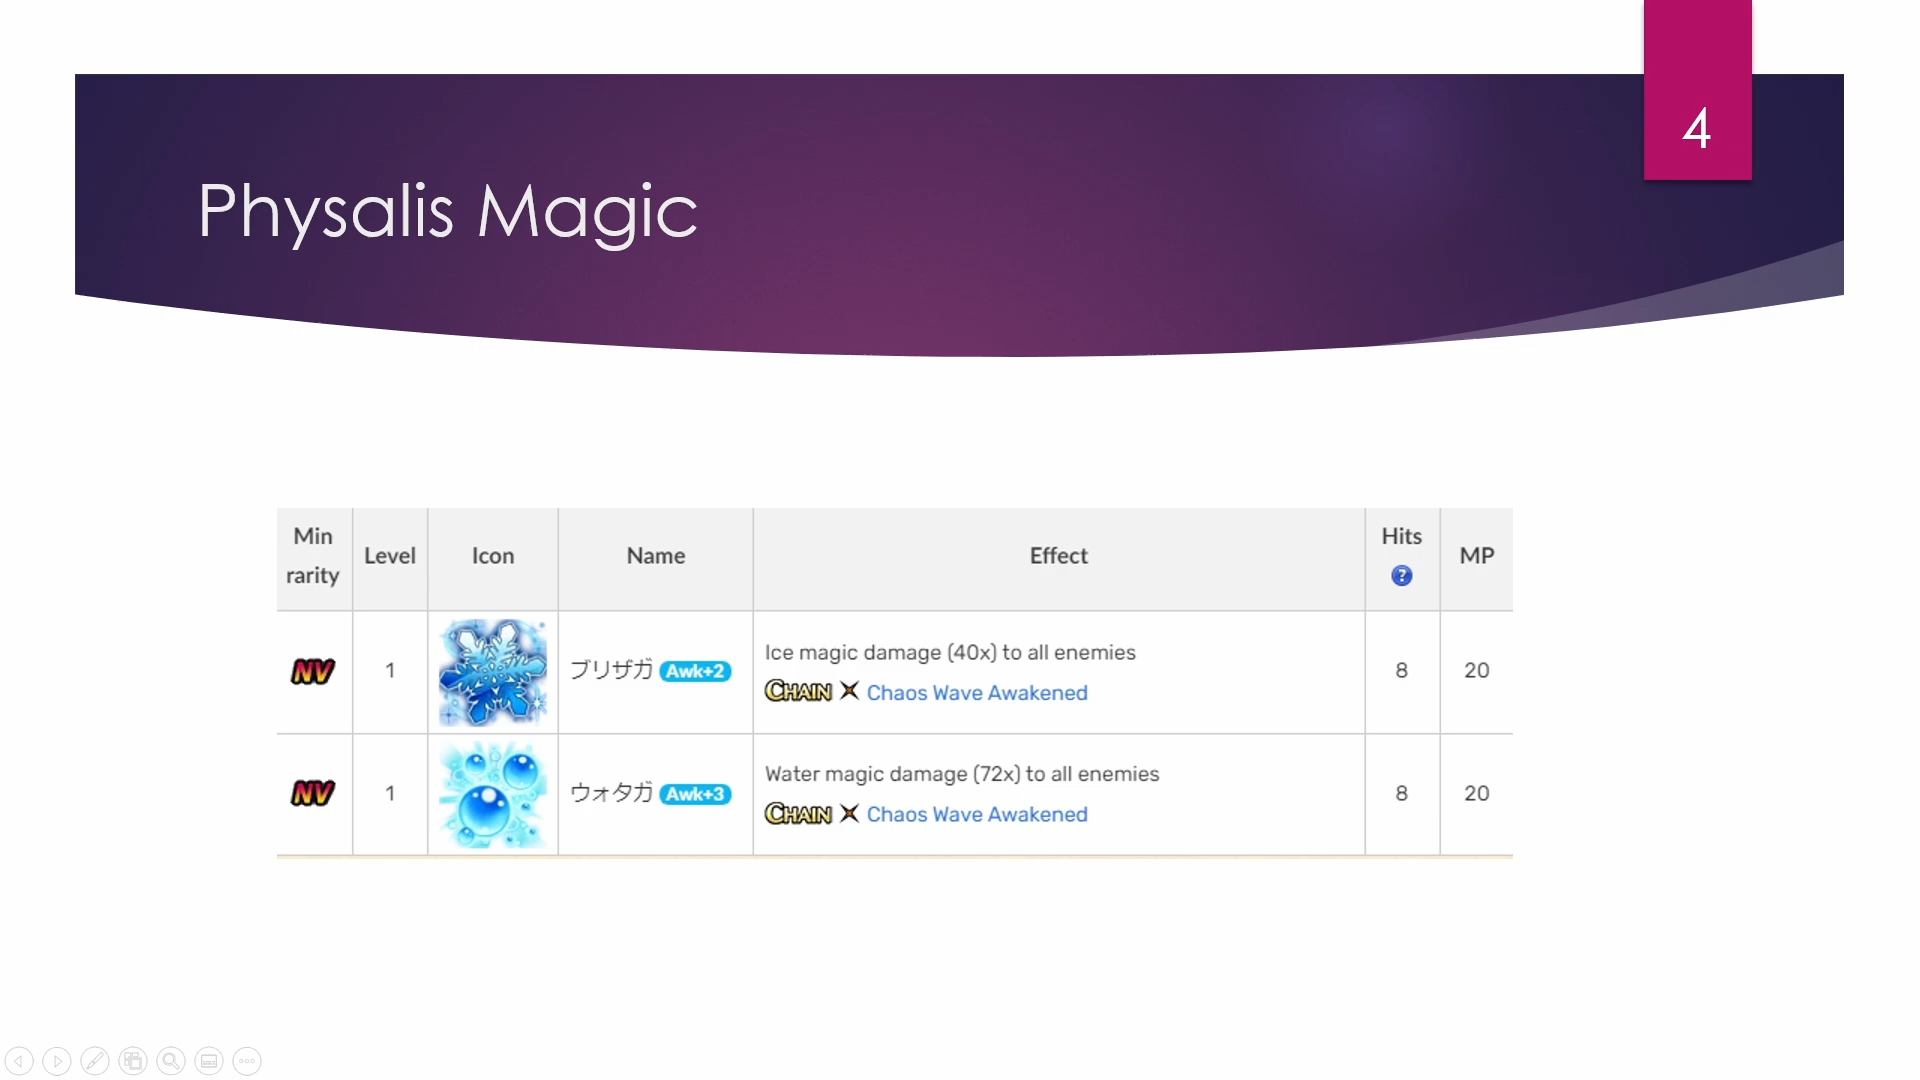 4
Physalis Magic
Min rarity Level Icon Name Effect Hits ? MP
NV 1 ブリザガ Awk+2 Ice magic damage (40x) to all enemies 8 20
CHAIN Chaos Wave Awakened
NV 1 ウォタガ Awk+3 Water magic damage (72x) to all enemies 8 20
CHAIN Chaos Wave Awakened